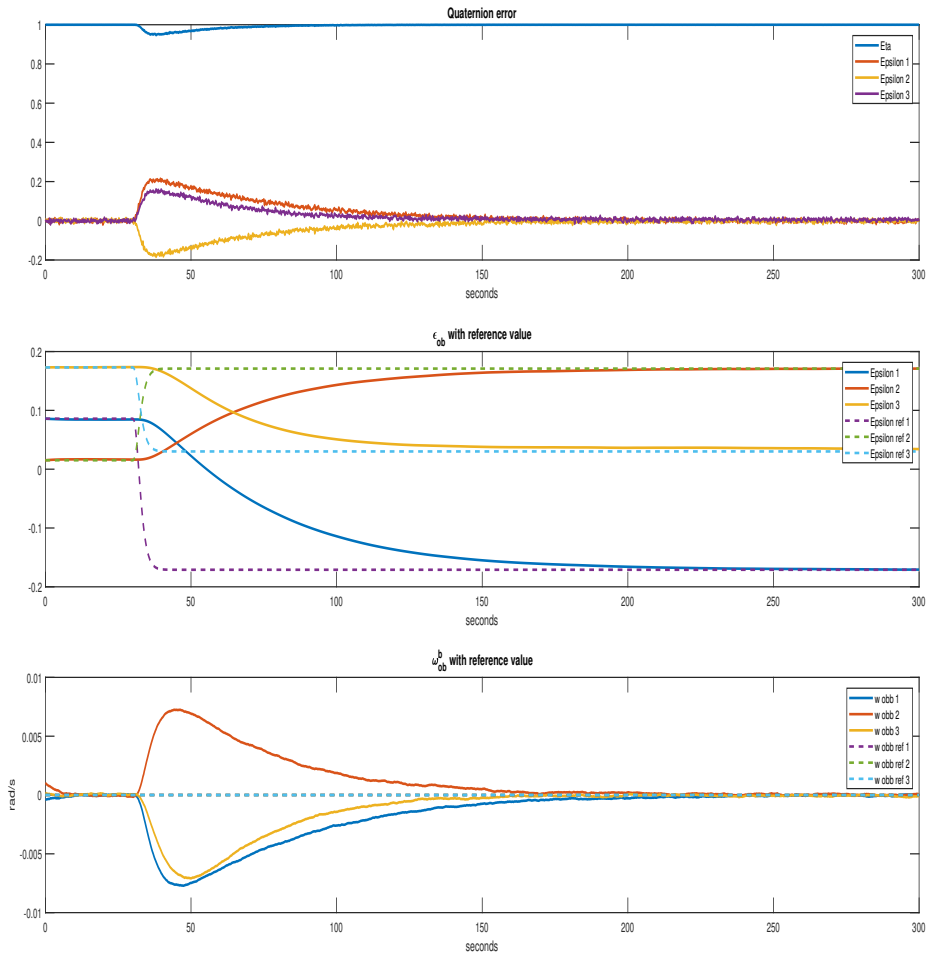 Quaternion error
1
0.8
0.6
0.4
0.2
0
-0.2
Eta
Epsilon 1
Epsilon 2
Epsilon 3
0 50 100 150 200 250 300
seconds
ϵob with reference value
0.2
0.1
0
-0.1
-0.2
Epsilon 1
Epsilon 2
Epsilon 3
Epsilon ref 1
Epsilon ref 2
Epsilon ref 3
0 50 100 150 200 250 300
seconds
ω^b_ob with reference value
rad/s
0.01
0.005
0
-0.005
-0.01
w obb 1
w obb 2
w obb 3
w obb ref 1
w obb ref 2
w obb ref 3
0 50 100 150 200 250 300
seconds